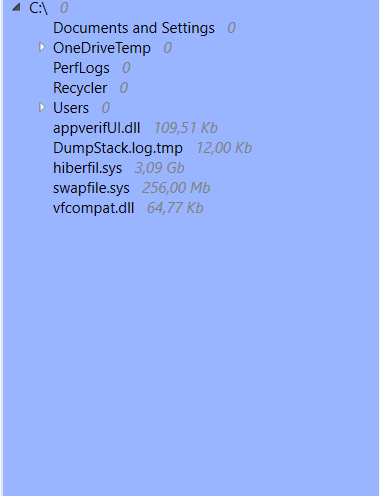 C:\ 0
Documents and Settings 0
OneDriveTemp 0
PerfLogs 0
Recycler 0
Users 0
appverifUI.dll 109,51 Kb
DumpStack.log.tmp 12,00 Kb
hiberfil.sys 3,09 Gb
swapfile.sys 256,00 Mb
vfcompat.dll 64,77 Kb